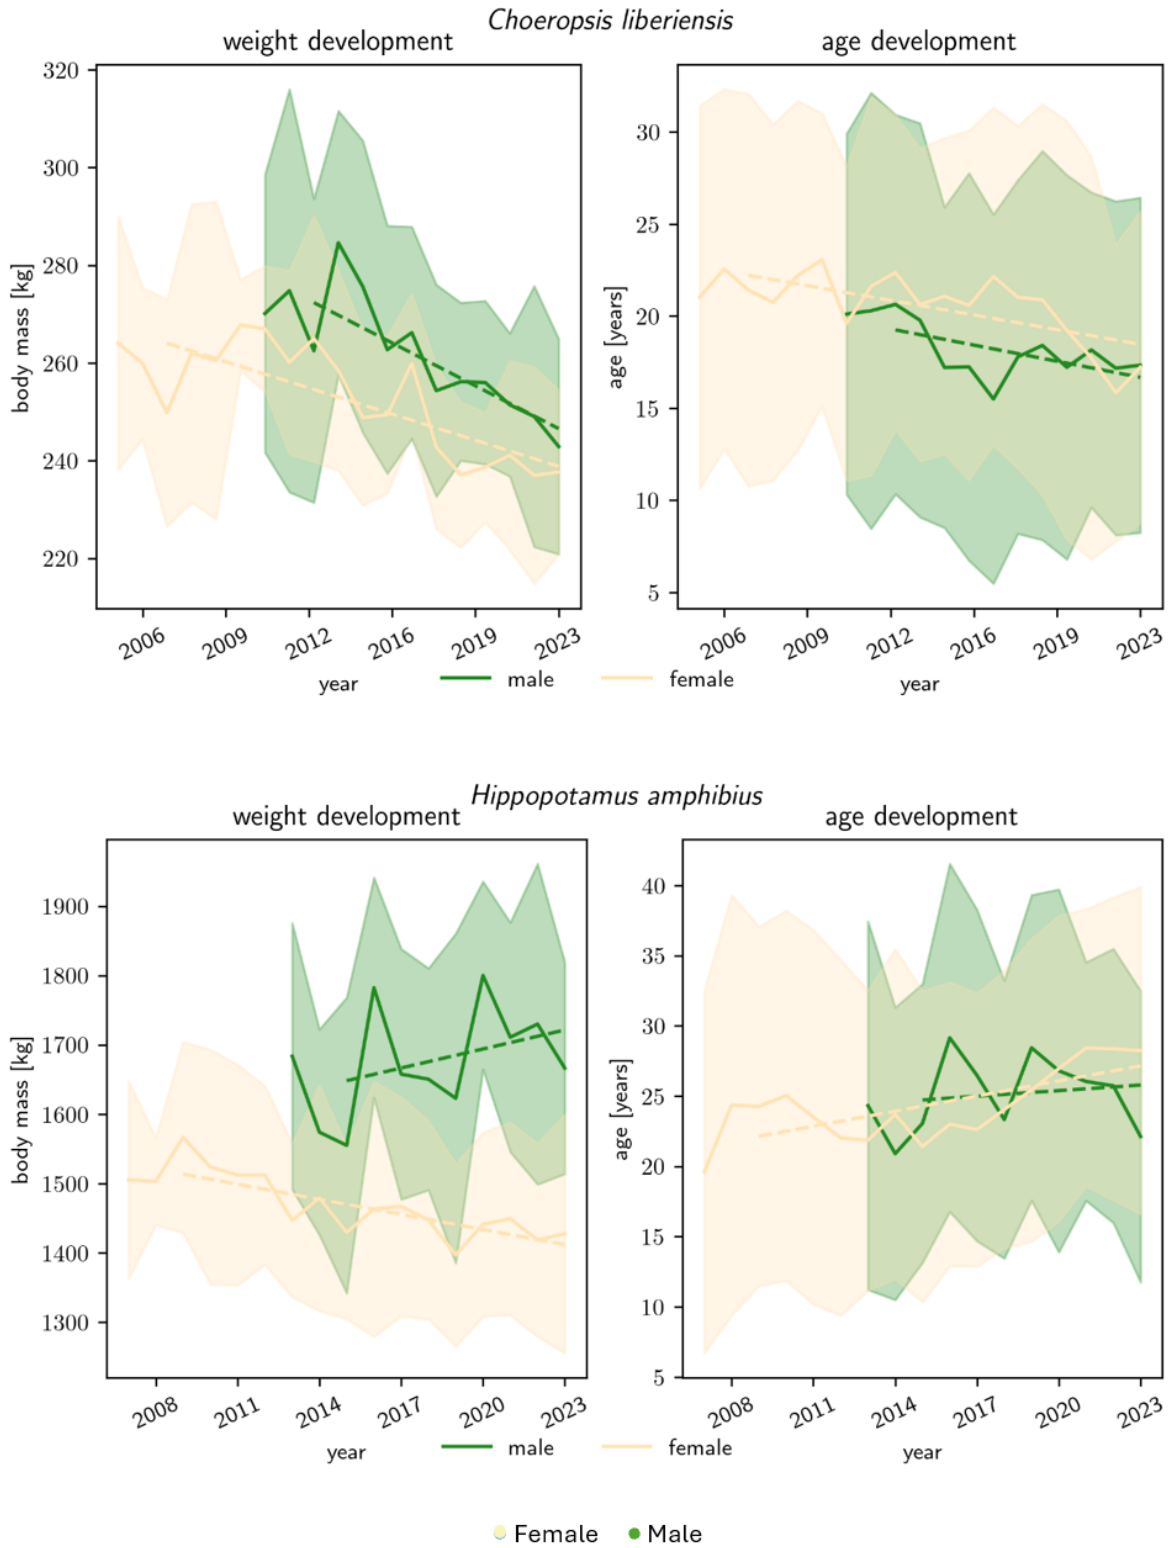 Choeropsis liberiensis
weight development
age development
body mass [kg]
320
300
280
260
240
220
2006
2009
2012
2016
2019
2023
year
age [years]
30
25
20
15
10
5
2006
2009
2012
2016
2019
2023
year
male
female
Hippopotamus amphibius
weight development
age development
body mass [kg]
1900
1800
1700
1600
1500
1400
1300
2008
2011
2014
2017
2020
2023
year
age [years]
40
35
30
25
20
15
10
5
2008
2011
2014
2017
2020
2023
year
male
female
Female
Male